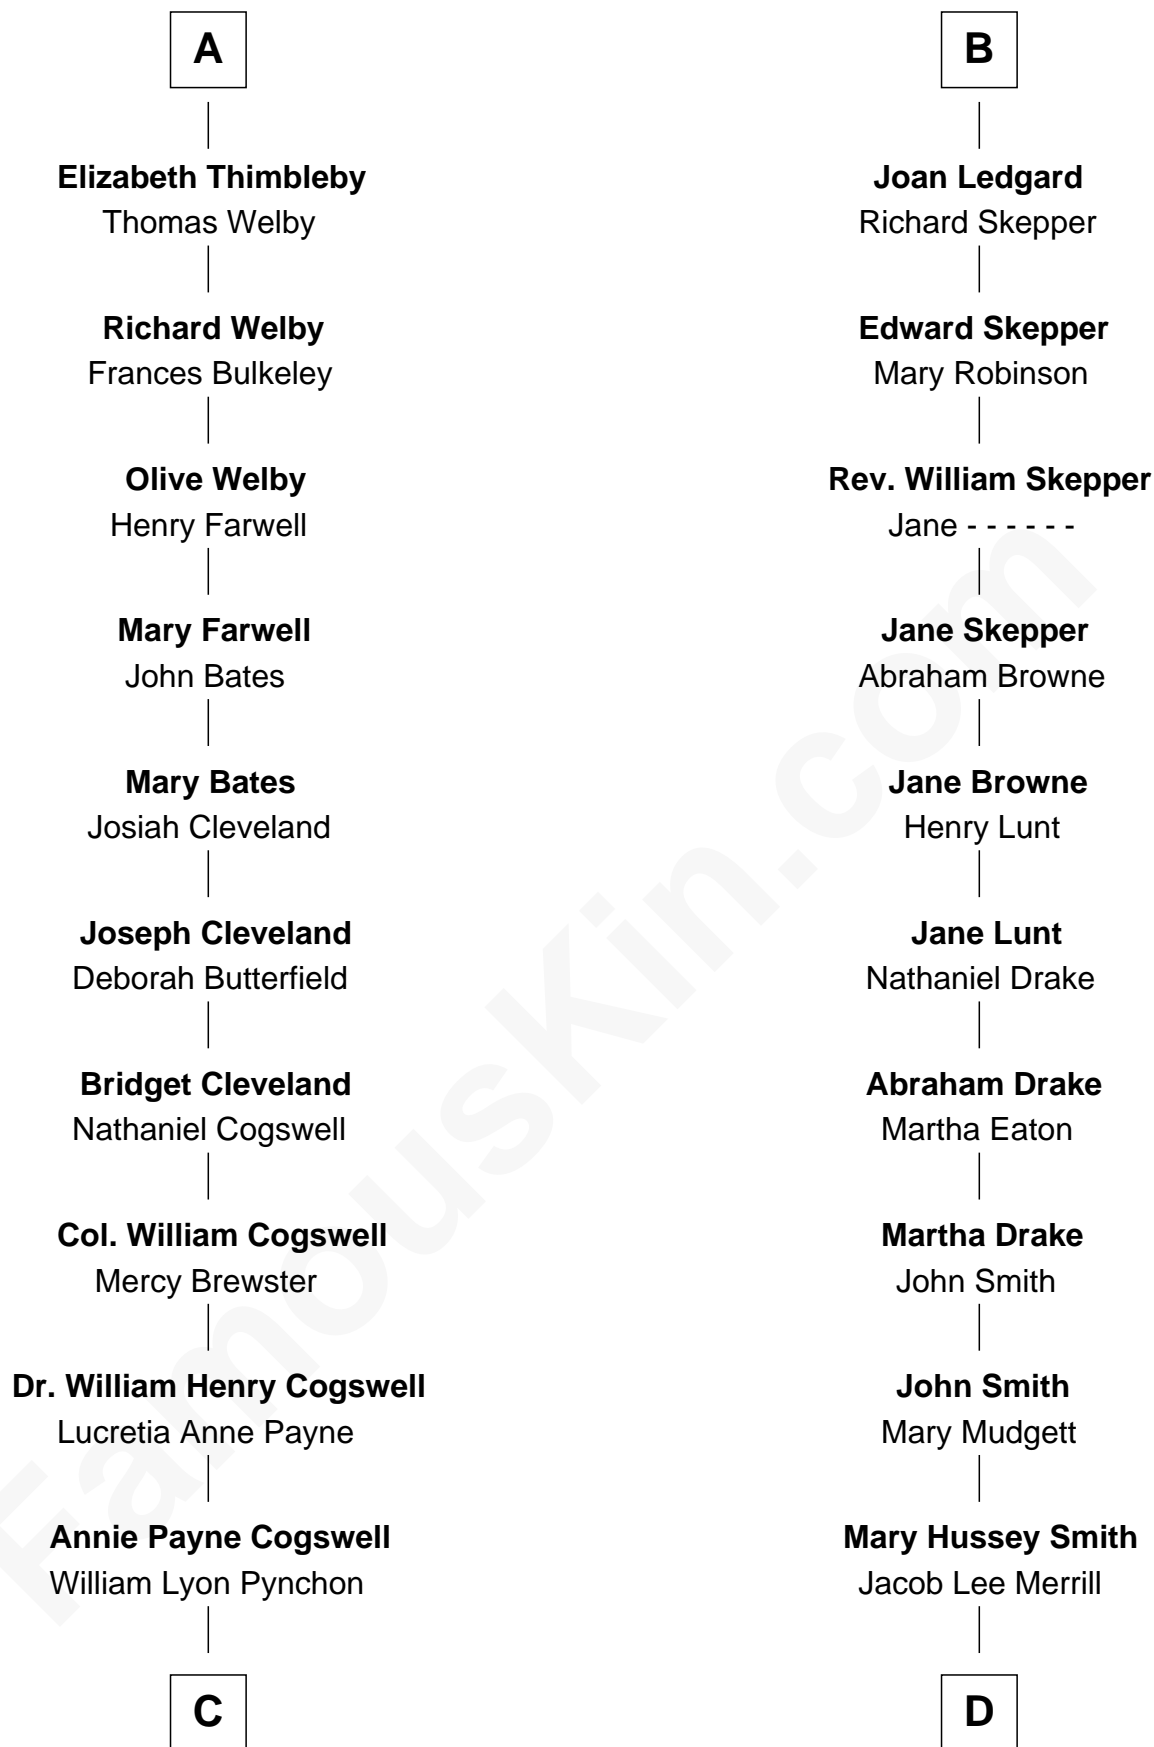 A
Elizabeth Thimbleby
Thomas Welby
Richard Welby
Frances Bulkeley
Olive Welby
Henry Farwell
Mary Farwell
John Bates
Mary Bates
Josiah Cleveland
Joseph Cleveland
Deborah Butterfield
Bridget Cleveland
Nathaniel Cogswell
Col. William Cogswell
Mercy Brewster
Dr. William Henry Cogswell
Lucretia Anne Payne
Annie Payne Cogswell
William Lyon Pynchon
C
B
Joan Ledgard
Richard Skepper
Edward Skepper
Mary Robinson
Rev. William Skepper
Jane - - - - - -
Jane Skepper
Abraham Browne
Jane Browne
Henry Lunt
Jane Lunt
Nathaniel Drake
Abraham Drake
Martha Eaton
Martha Drake
John Smith
John Smith
Mary Mudgett
Mary Hussey Smith
Jacob Lee Merrill
D
FamousKin.com